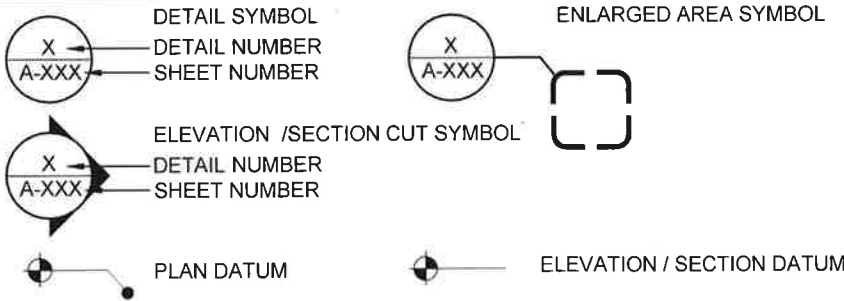 DETAIL SYMBOL
X
DETAIL NUMBER
A-XXX
SHEET NUMBER
ENLARGED AREA SYMBOL
X
A-XXX
ELEVATION /SECTION CUT SYMBOL
X
DETAIL NUMBER
A-XXX
SHEET NUMBER
PLAN DATUM
ELEVATION / SECTION DATUM